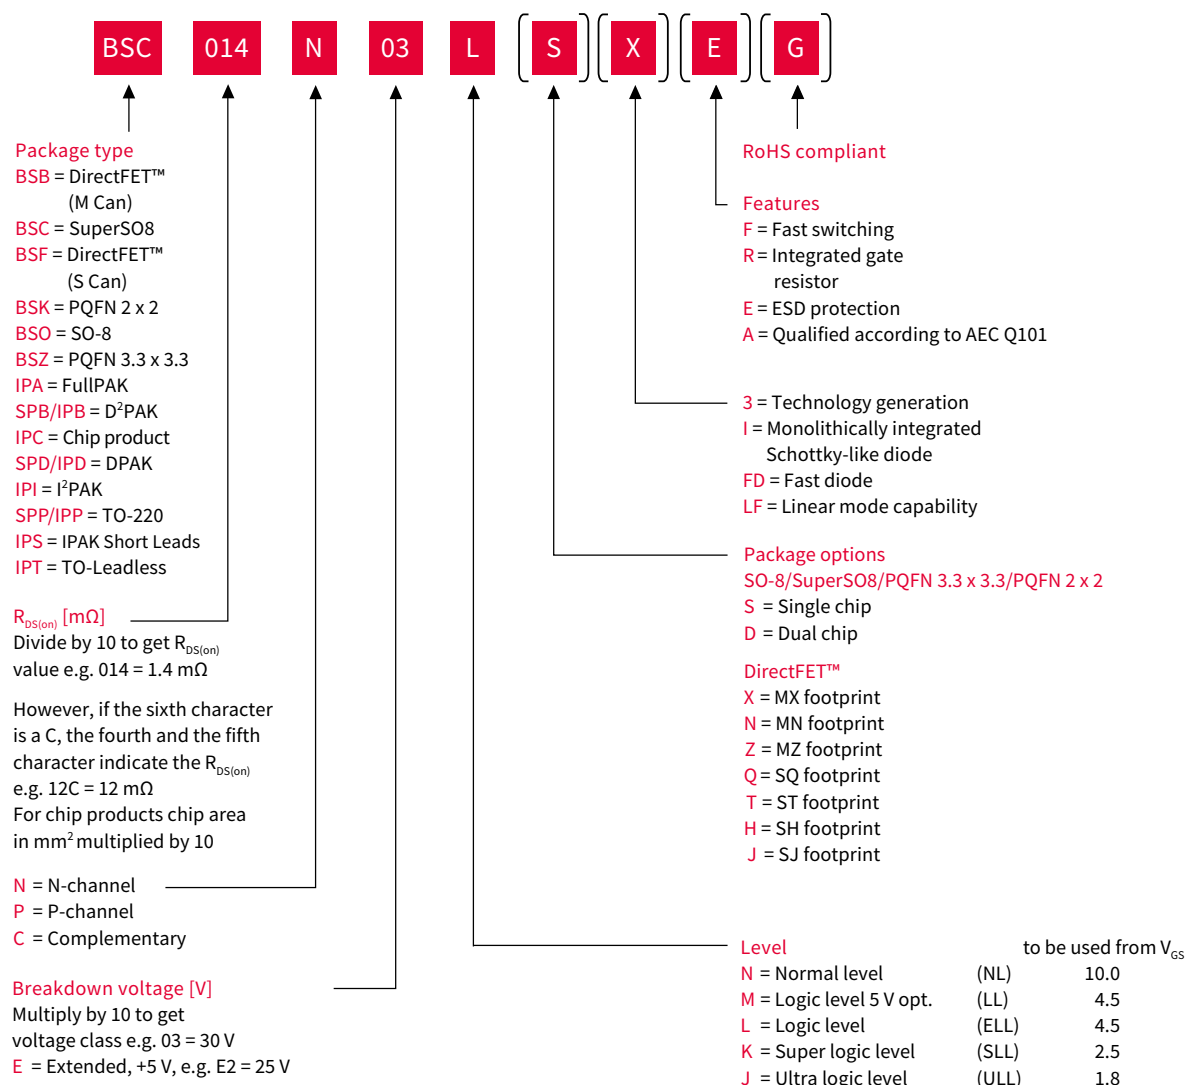 BSC 014 N 03 L S X E G
Package type
BSB = DirectFET™
(M Can)
BSC = SuperSO8
BSF = DirectFET™
(S Can)
BSK = PQFN 2 x 2
BSO = SO-8
BSZ = PQFN 3.3 x 3.3
IPA = FullPAK
SPB/IPB = D²PAK
IPC = Chip product
SPD/IPD = DPAK
IPI = I²PAK
SPP/IPP = TO-220
IPS = IPAK Short Leads
IPT = TO-Leadless
RDS(on) [mΩ]
Divide by 10 to get RDS(on)
value e.g. 014 = 1.4 mΩ
However, if the sixth character
is a C, the fourth and the fifth
character indicate the RDS(on)
e.g. 12C = 12 mΩ
For chip products chip area
in mm² multiplied by 10
N = N-channel
P = P-channel
C = Complementary
Breakdown voltage [V]
Multiply by 10 to get
voltage class e.g. 03 = 30 V
E = Extended, +5 V, e.g. E2 = 25 V
RoHS compliant
Features
F = Fast switching
R = Integrated gate
resistor
E = ESD protection
A = Qualified according to AEC Q101
3 = Technology generation
I = Monolithically integrated
Schottky-like diode
FD = Fast diode
LF = Linear mode capability
Package options
SO-8/SuperSO8/PQFN 3.3 x 3.3/PQFN 2 x 2
S = Single chip
D = Dual chip
DirectFET™
X = MX footprint
N = MN footprint
Z = MZ footprint
Q = SQ footprint
T = ST footprint
H = SH footprint
J = SJ footprint
Level to be used from VGS
N = Normal level (NL) 10.0
M = Logic level 5 V opt. (LL) 4.5
L = Logic level (ELL) 4.5
K = Super logic level (SLL) 2.5
J = Ultra logic level (ULL) 1.8